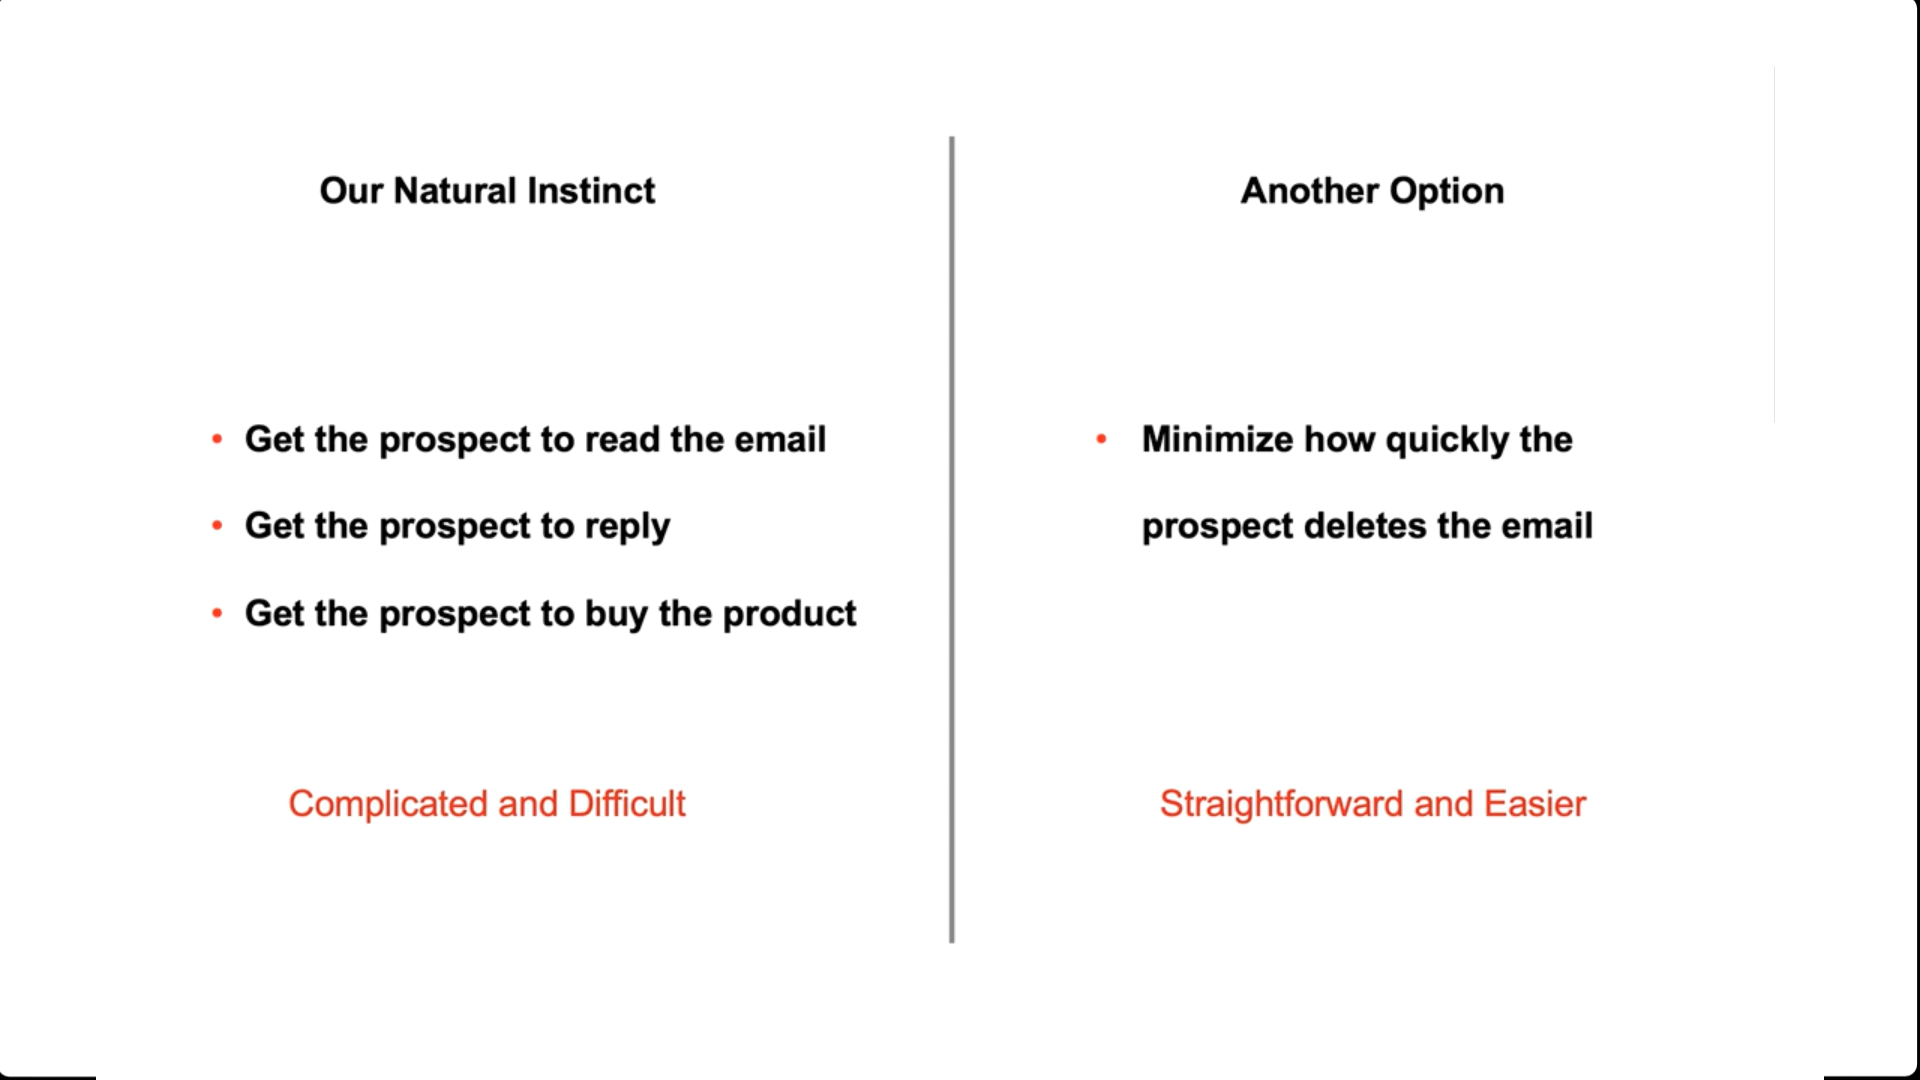 Our Natural Instinct
• Get the prospect to read the email
• Get the prospect to reply
• Get the prospect to buy the product
Complicated and Difficult
Another Option
• Minimize how quickly the
prospect deletes the email
Straightforward and Easier